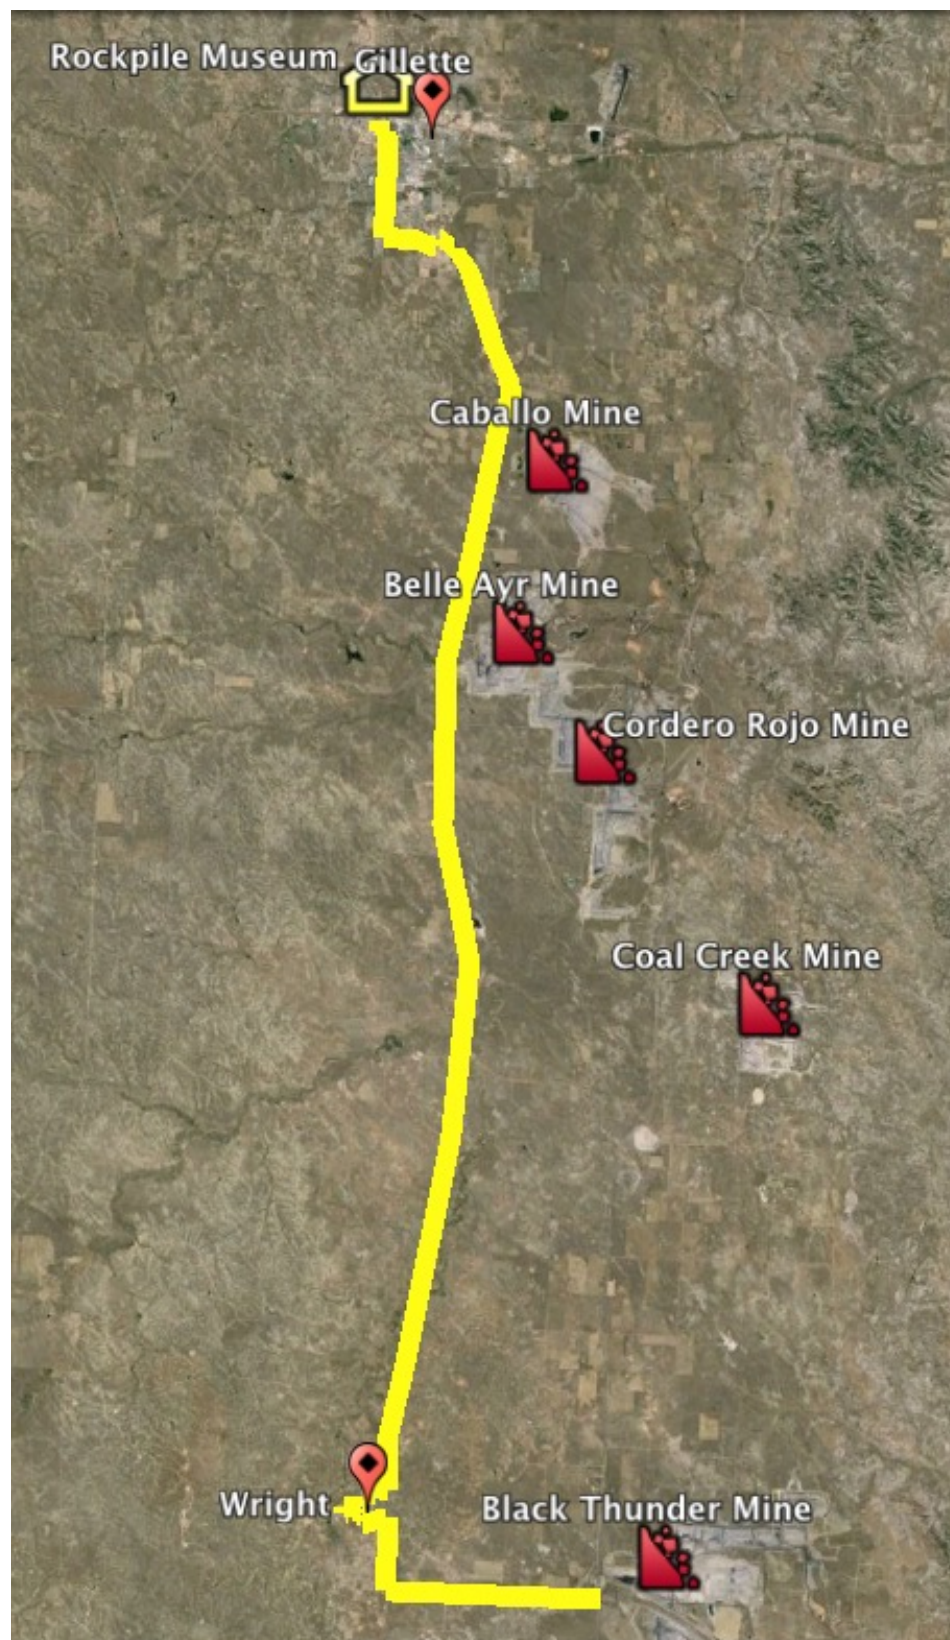 Rockpile Museum
Gillette
Caballo Mine
Belle Ayr Mine
Cordero Rojo Mine
Coal Creek Mine
Wright
Black Thunder Mine